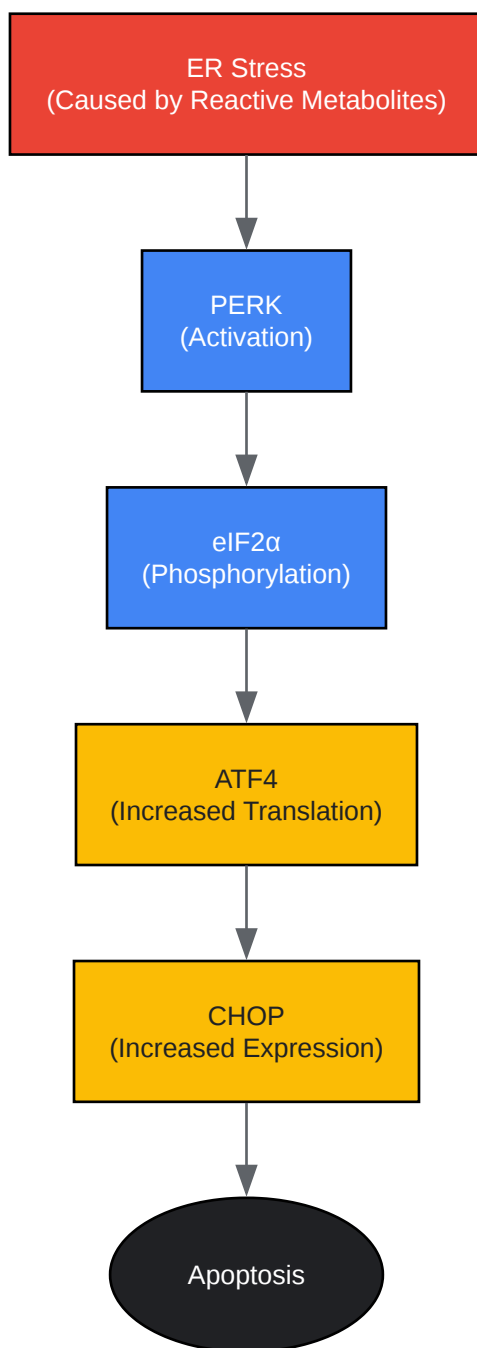 ER Stress
(Caused by Reactive Metabolites)
PERK
(Activation)
eIF2α
(Phosphorylation)
ATF4
(Increased Translation)
CHOP
(Increased Expression)
Apoptosis